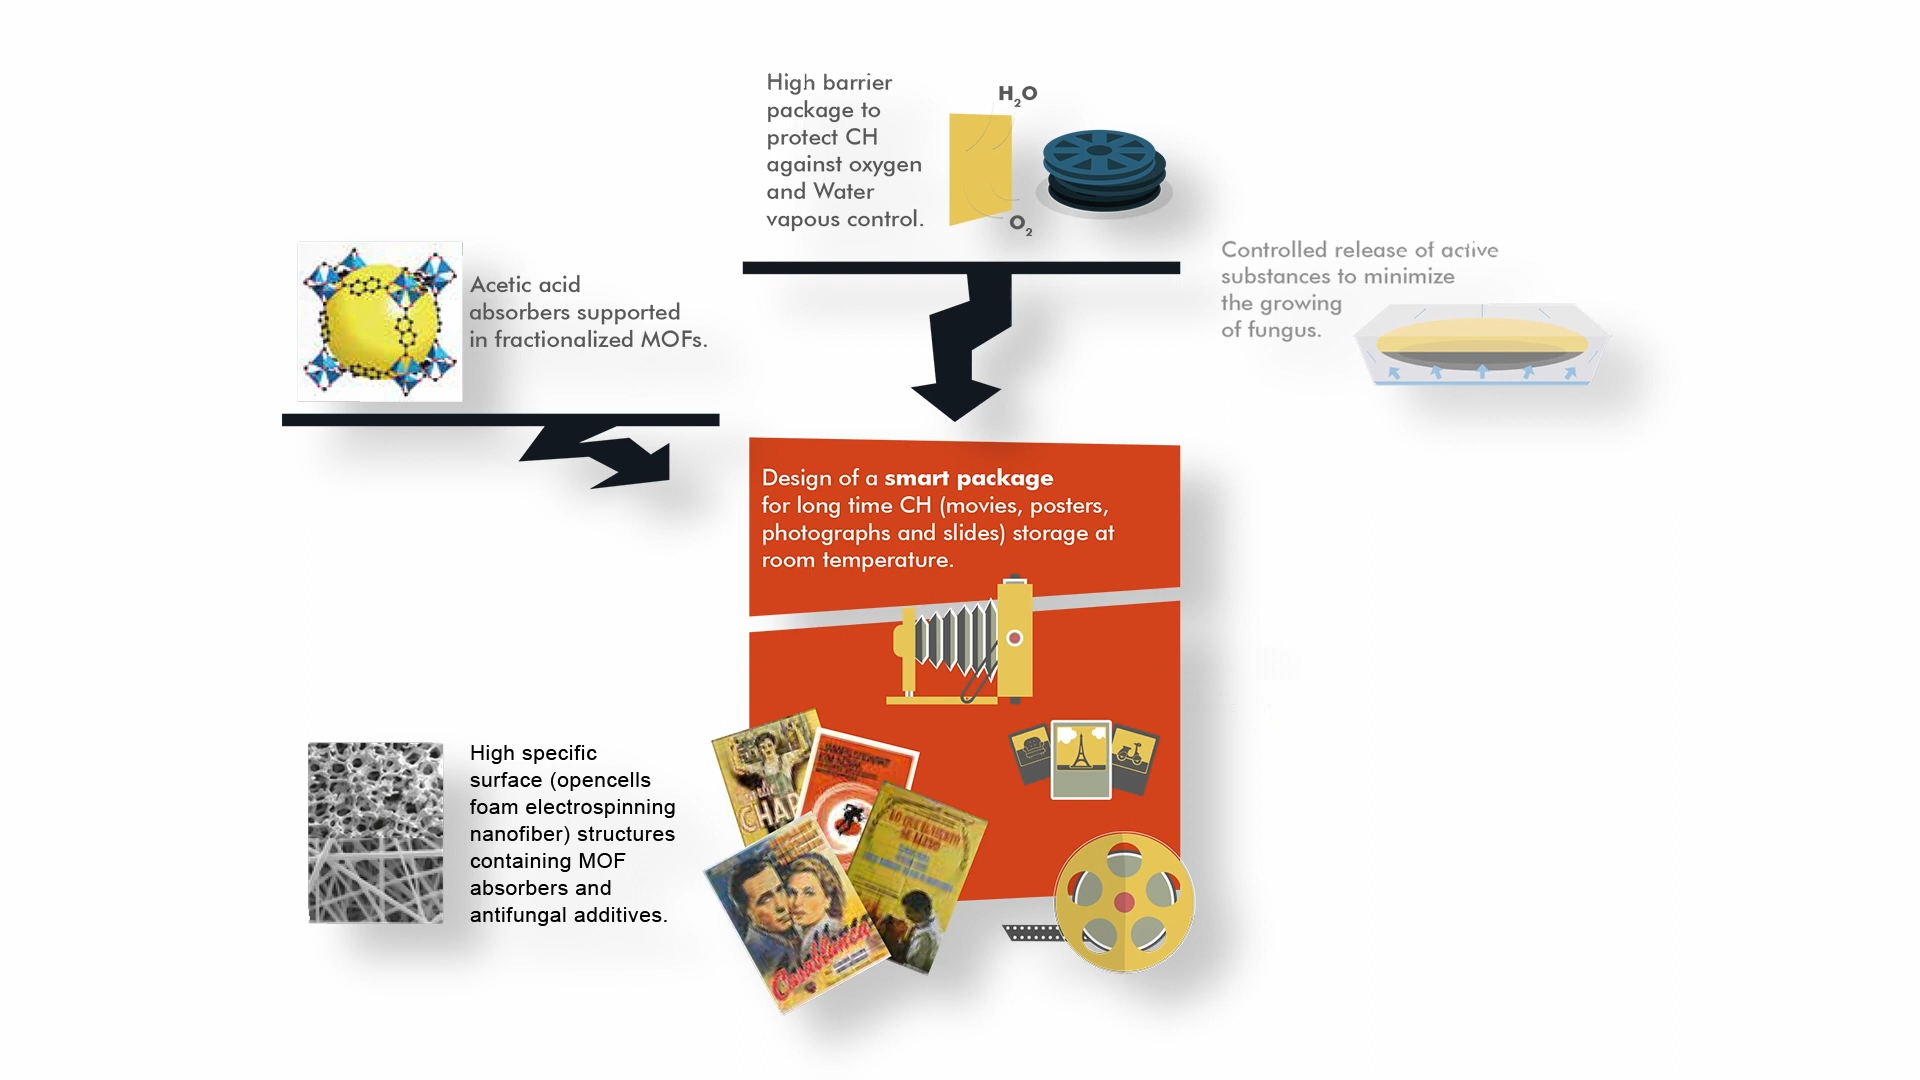 High barrier
package to
protect CH
against oxygen
and Water
vapous control.
H2O
O2
Acetic acid
absorbers supported
in fractionalized MOFs.
Controlled release of active
substances to minimize
the growing
of fungus.
Design of a smart package
for long time CH (movies, posters,
photographs and slides) storage at
room temperature.
High specific
surface (opencells
foam electrospinning
nanofiber) structures
containing MOF
absorbers and
antifungal additives.
CHAP
Casablanca